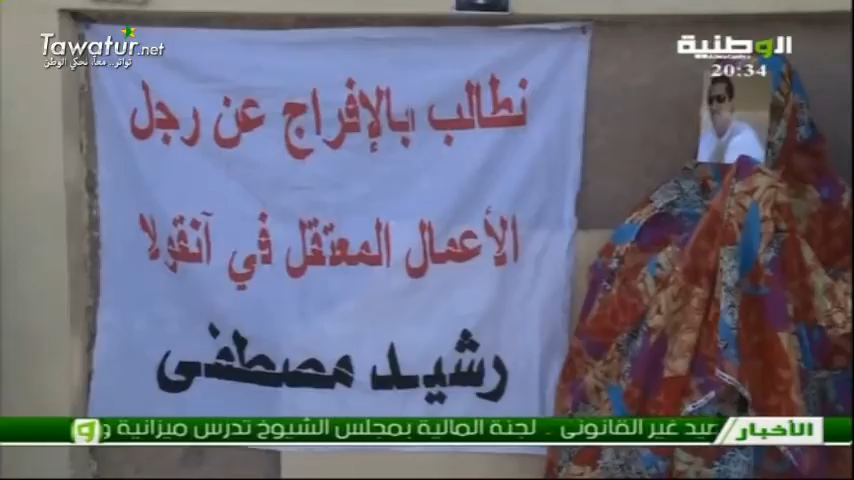 Tawatur.net
تواتر.. معا، نحكي الوطن
الوطنية
20:34
نطالب بالإفراج عن رجل
الأعمال المعتقل في آنقولا
رشيد مصطفى
الأخبار
صيد غير القانوني . لجنة المالية بمجلس الشيوخ تدرس ميزانية و